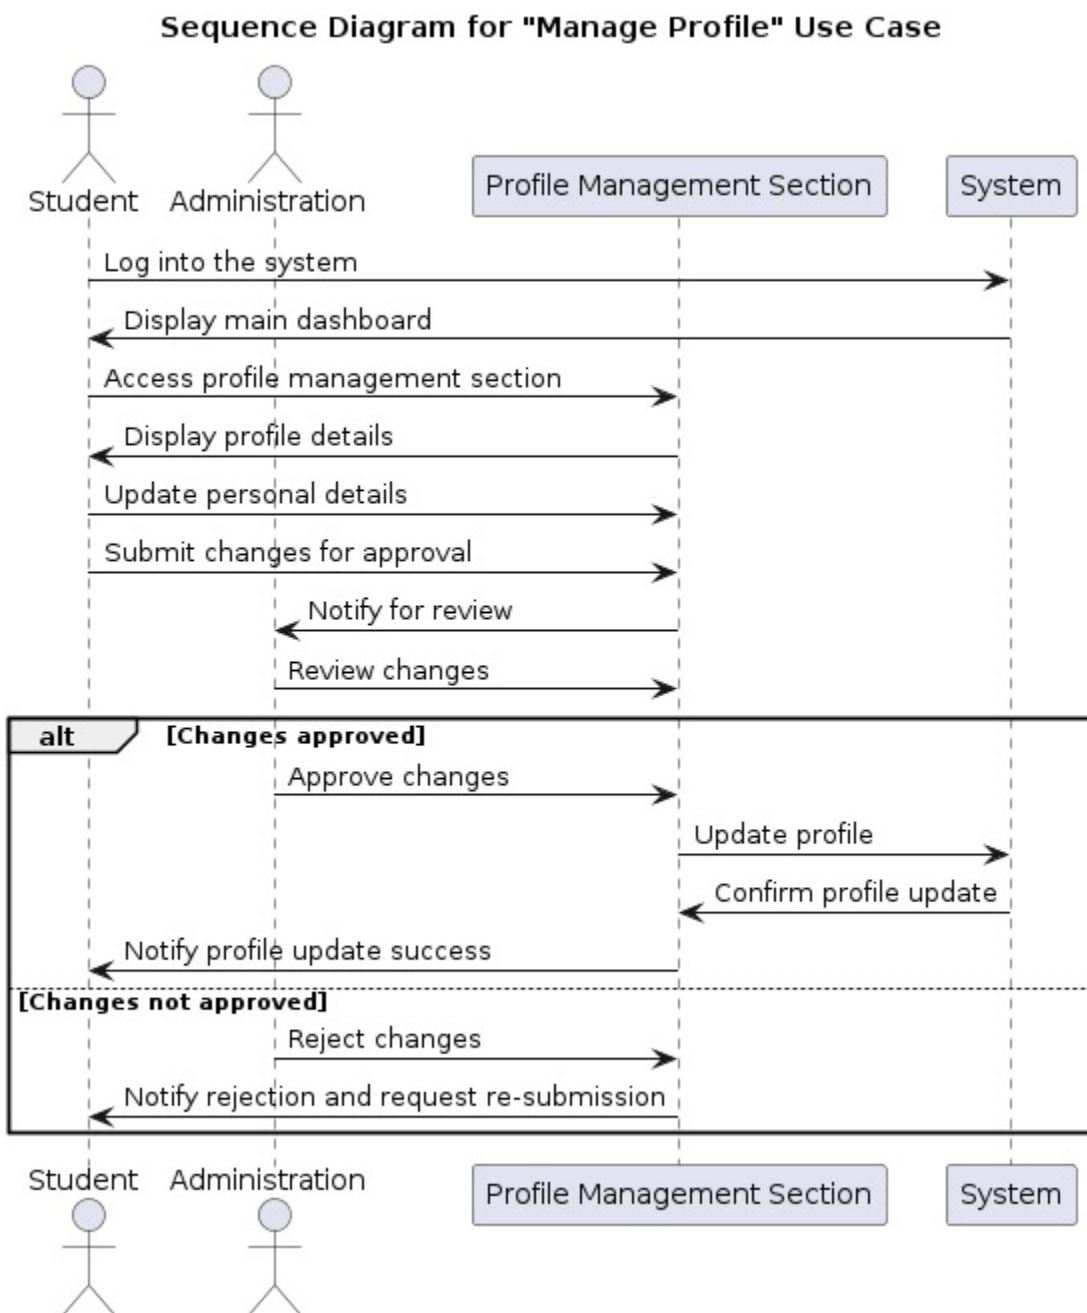 Sequence Diagram for "Manage Profile" Use Case
Student
Administration
Profile Management Section
System
Log into the system
Display main dashboard
Access profile management section
Display profile details
Update personal details
Submit changes for approval
Notify for review
Review changes
alt
[Changes approved]
Approve changes
Update profile
Confirm profile update
Notify profile update success
[Changes not approved]
Reject changes
Notify rejection and request re-submission
Student
Administration
Profile Management Section
System